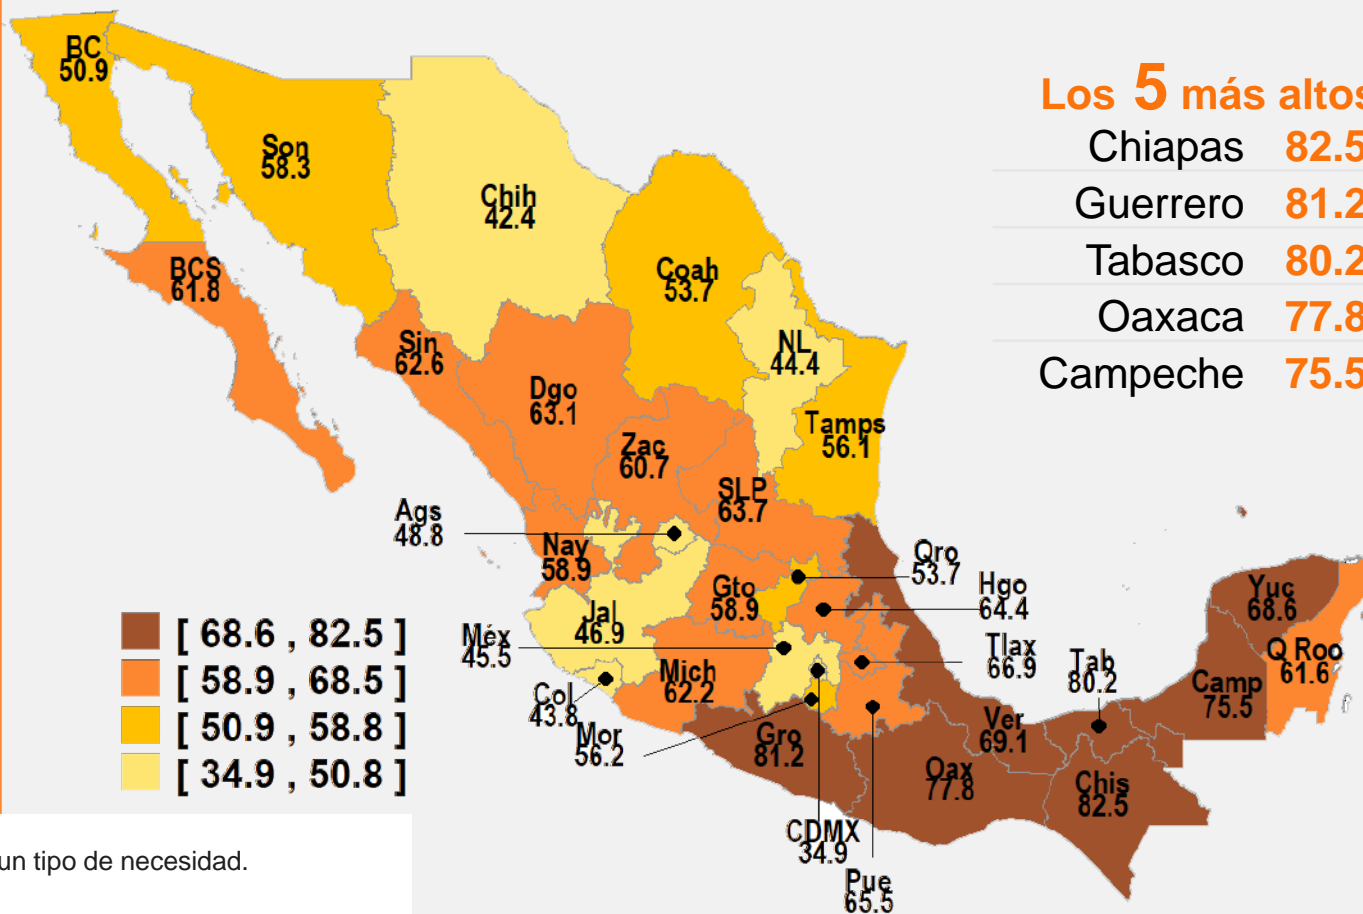 BC
50.9
Son
58.3
Chih
42.4
Coah
53.7
BCS
61.8
Sin
62.6
NL
44.4
Dgo
63.1
Tamps
56.1
Zac
60.7
SLP
63.7
Ags
48.8
Nay
58.9
Qro
53.7
Gto
58.9
Hgo
64.4
Jal
46.9
Méx
45.5
Tlax
66.9
Mich
62.2
Col
43.8
Mor
56.2
Gro
81.2
CDMX
34.9
Pue
65.5
Oax
77.8
Ver
69.1
Tab
80.2
Chis
82.5
Camp
75.5
Yuc
68.6
Q Roo
61.6
Los 5 más altos
Chiapas 82.5
Guerrero 81.2
Tabasco 80.2
Oaxaca 77.8
Campeche 75.5
[ 68.6 , 82.5 ]
[ 58.9 , 68.5 ]
[ 50.9 , 58.8 ]
[ 34.9 , 50.8 ]
un tipo de necesidad.